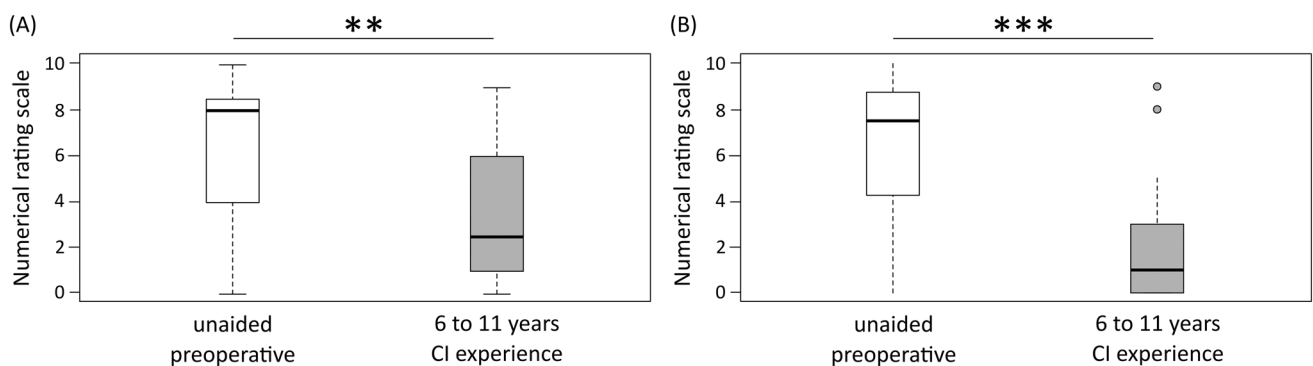 (A)
**
Numerical rating scale
10
8
6
4
2
0
unaided
preoperative
6 to 11 years
CI experience
(B)
***
Numerical rating scale
10
8
6
4
2
0
unaided
preoperative
6 to 11 years
CI experience